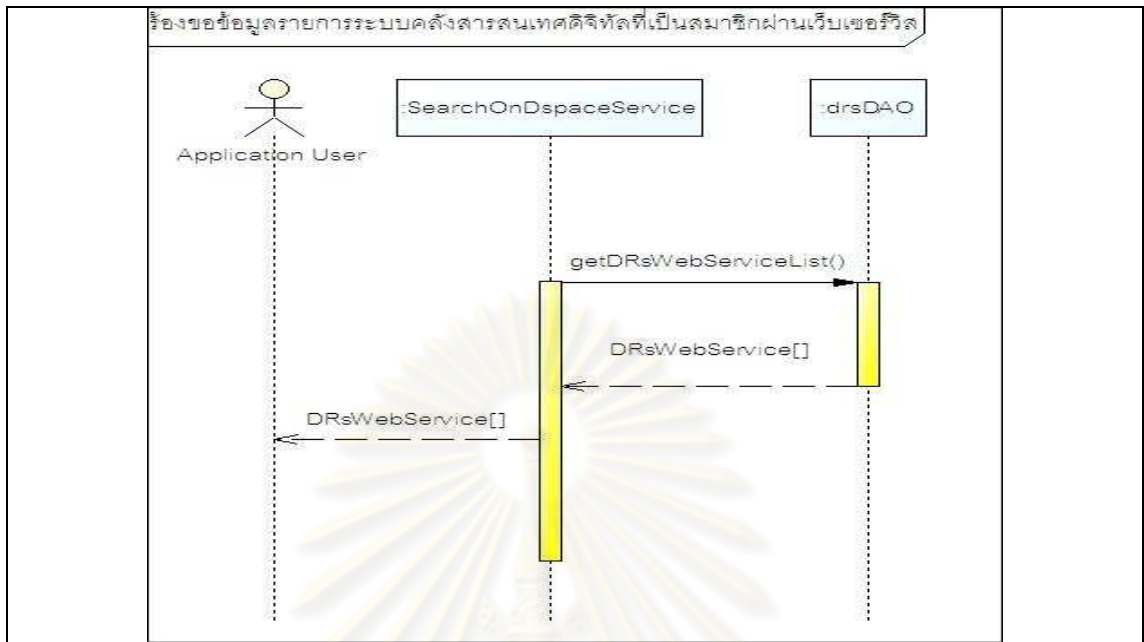 ร้องขอข้อมูลรายการระบบคลังสารสนเทศดิจิทัลที่เป็นสมาชิกผ่านเว็บเซอร์วิส
:SearchOnDspaceService
:drsDAO
Application User
getDRsWebServiceList()
DRsWebService[]
DRsWebService[]